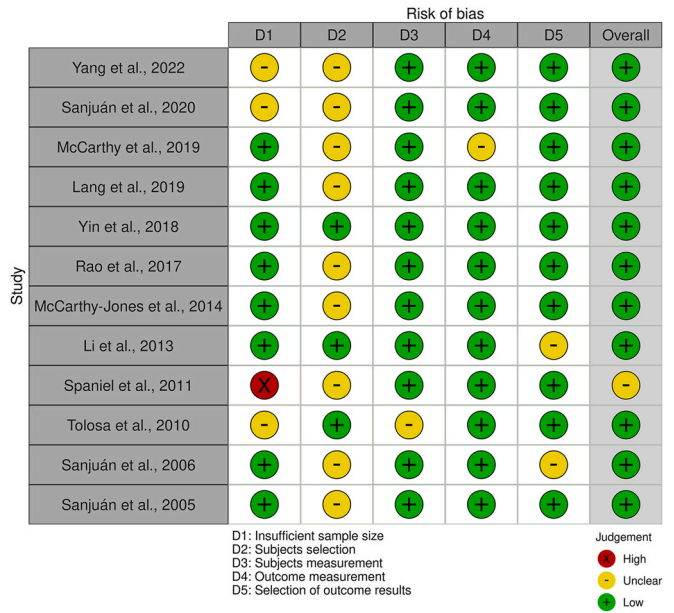 Risk of bias
D1 D2 D3 D4 D5 Overall
Study
Yang et al., 2022 - - + + + +
Sanjuán et al., 2020 - - + + + +
McCarthy et al., 2019 + - + - + +
Lang et al., 2019 + - + + + +
Yin et al., 2018 + + + + + +
Rao et al., 2017 + - + + + +
McCarthy-Jones et al., 2014 + - + + + +
Li et al., 2013 + + + + - +
Spaniel et al., 2011 X - + + + -
Tolosa et al., 2010 - + - + + +
Sanjuán et al., 2006 + - + + - +
Sanjuán et al., 2005 + - + + + +
D1: Insufficient sample size
D2: Subjects selection
D3: Subjects measurement
D4: Outcome measurement
D5: Selection of outcome results
Judgement
X High
- Unclear
+ Low